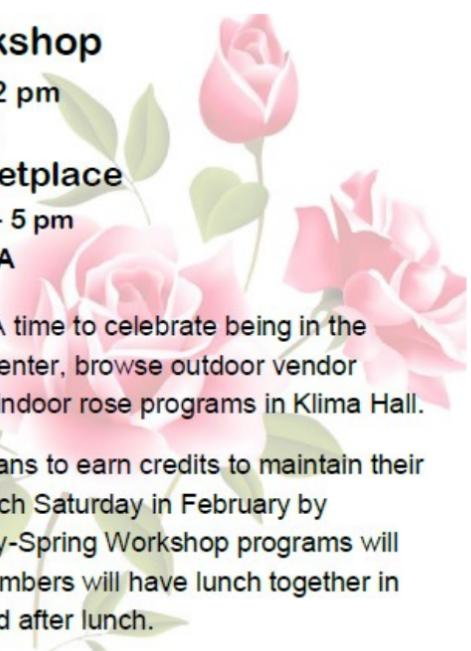 kshop
2 pm
etplace
- 5 pm
A
A time to celebrate being in the
enter, browse outdoor vendor
indoor rose programs in Klima Hall.
ans to earn credits to maintain their
ch Saturday in February by
y-Spring Workshop programs will
mbers will have lunch together in
d after lunch.